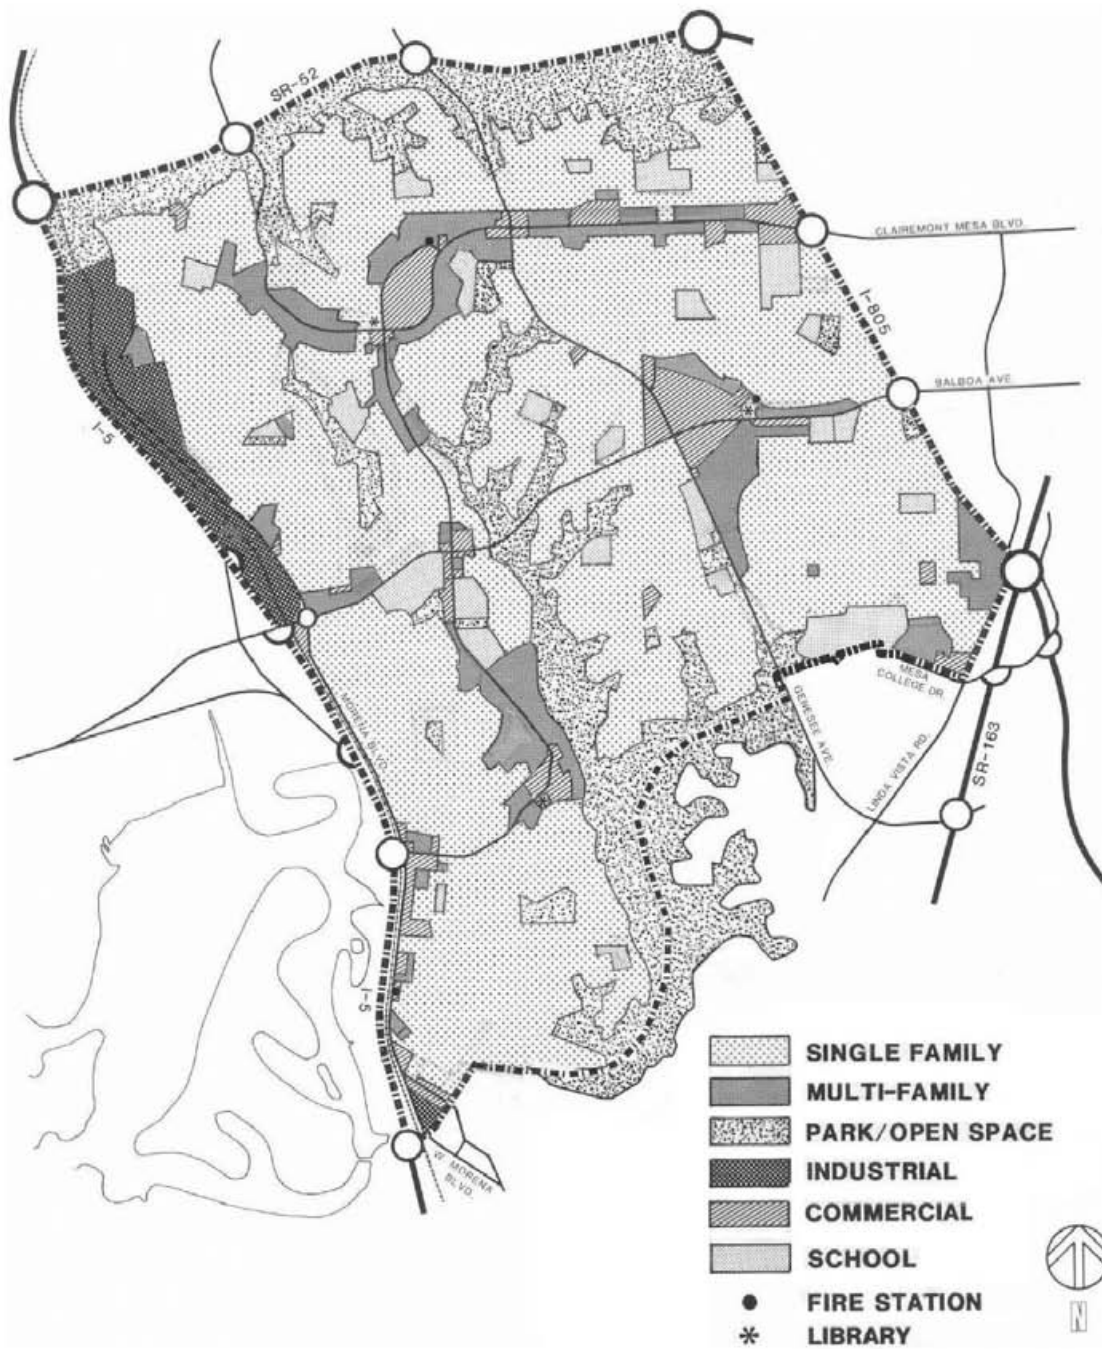 SR-52
CLAIREMONT MESA BLVD.
I-805
BALBOA AVE.
I-5
MORENA BLVD.
GENESEE AVE.
MESA
COLLEGE DR.
LINDA VISTA RD.
SR-163
I-5
W. MORENA
BLVD.
SINGLE FAMILY
MULTI-FAMILY
PARK/OPEN SPACE
INDUSTRIAL
COMMERCIAL
SCHOOL
FIRE STATION
LIBRARY
N